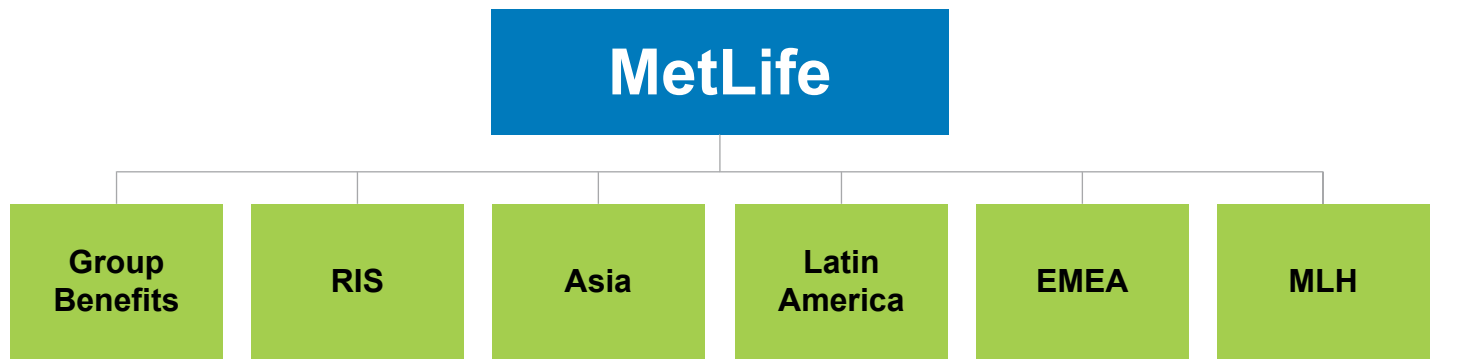 MetLife
Group
Benefits
RIS
Asia
Latin
America
EMEA
MLH